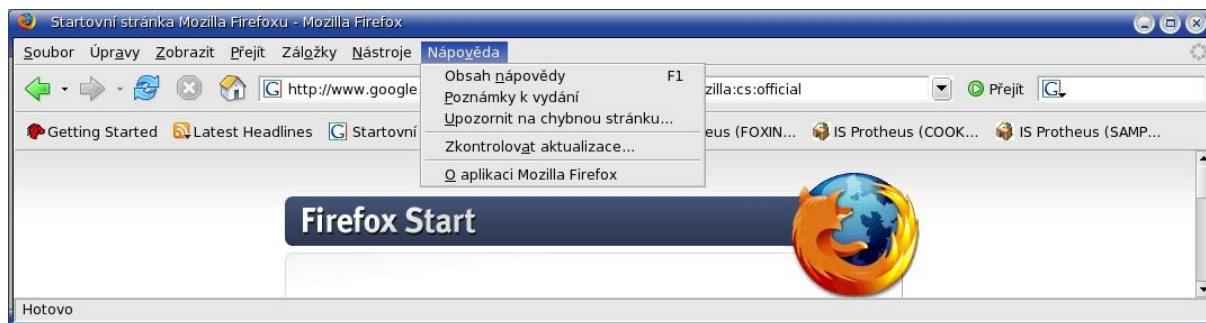 Startovní stránka Mozilla Firefoxu - Mozilla Firefox
Soubor Úpravy Zobrazit Přejít Záložky Nástroje Nápověda
http://www.google zilla:cs:official Přejít
Obsah nápovědy F1
Poznámky k vydání
Upozornit na chybnou stránku...
Zkontrolovat aktualizace...
O aplikaci Mozilla Firefox
Getting Started Latest Headlines Startovní eus (FOXIN... IS Protheus (COOK... IS Protheus (SAMP...
Firefox Start
Hotovo